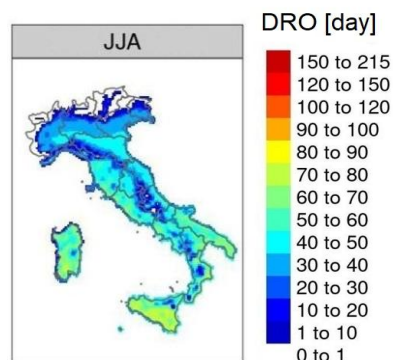 JJA
DRO [day]
150 to 215
120 to 150
100 to 120
90 to 100
80 to 90
70 to 80
60 to 70
50 to 60
40 to 50
30 to 40
20 to 30
10 to 20
1 to 10
0 to 1